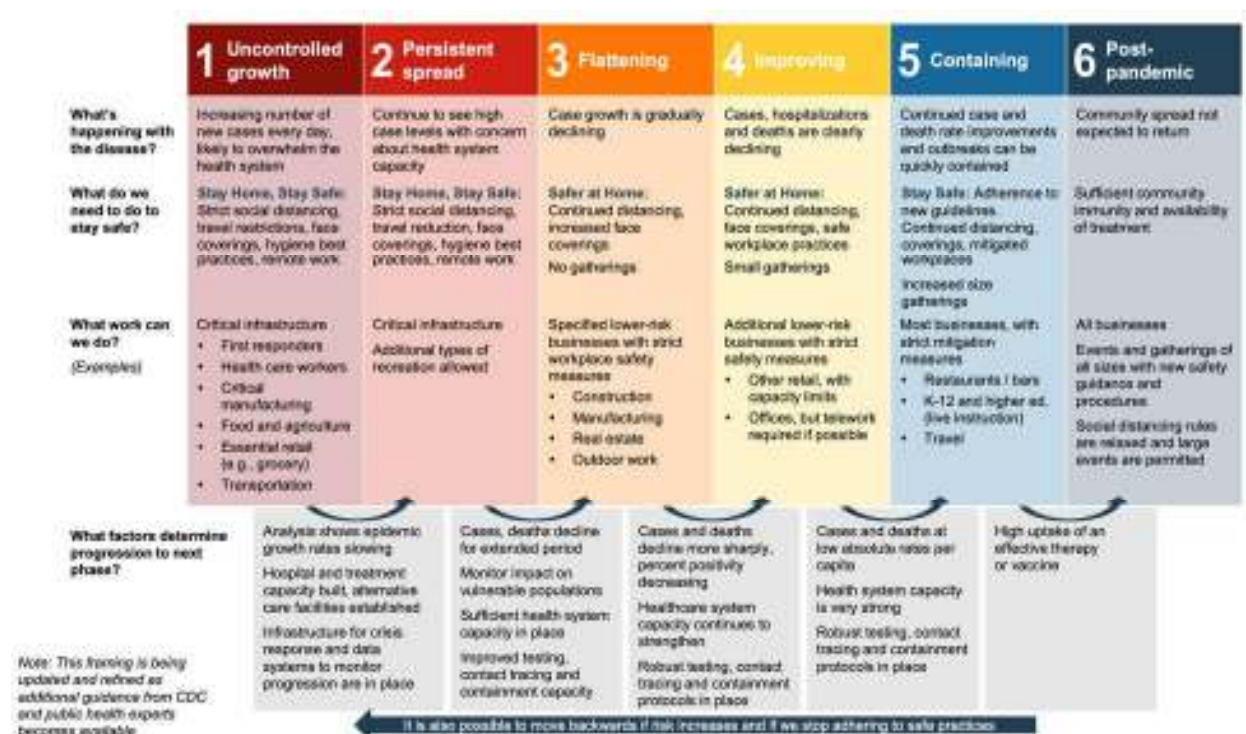 1 Uncontrolled
growth
2 Persistent
spread
3 Flattening
4 Improving
5 Containing
6 Post-
pandemic
What's
happening with
the disease?
Increasing number of
new cases every day,
likely to overwhelm the
health system
Continue to see high
case levels with concern
about health system
capacity
Case growth is gradually
declining
Cases, hospitalizations
and deaths are clearly
declining
Continued case and
death rate improvements
and outbreaks can be
quickly contained
Community spread not
expected to return
What do we
need to do to
stay safe?
Stay Home, Stay Safe:
Strict social distancing,
travel restrictions, face
coverings, hygiene best
practices, remote work
Stay Home, Stay Safe:
Strict social distancing,
travel reduction, face
coverings, hygiene best
practices, remote work
Safer at Home:
Continued distancing,
increased face
coverings
No gatherings
Safer at Home:
Continued distancing,
face coverings, safe
workplace practices
Small gatherings
Stay Safe: Adherence to
new guidelines.
Continued distancing,
coverings, mitigated
workplaces
Increased size
gatherings
Sufficient community
immunity and availability
of treatment
What work can
we do?
(Examples)
Critical infrastructure
• First responders
• Health care workers
• Critical
manufacturing
• Food and agriculture
• Essential retail
(e.g., grocery)
• Transportation
Critical infrastructure
Additional types of
recreation allowed
Specified lower-risk
businesses with strict
workplace safety
measures
• Construction
• Manufacturing
• Real estate
• Outdoor work
Additional lower-risk
businesses with strict
safety measures
• Other retail, with
capacity limits
• Offices, but telework
required if possible
Most businesses, with
strict mitigation
measures
• Restaurants / bars
• K-12 and higher ed.
(live instruction)
• Travel
All businesses
Events and gatherings of
all sizes with new safety
guidance and
procedures
Social distancing rules
are relaxed and large
events are permitted
What factors determine
progression to next
phase?
Analysis shows epidemic
growth rates slowing
Hospital and treatment
capacity built, alternative
care facilities established
Infrastructure for crisis
response and data
systems to monitor
progression are in place
Cases, deaths decline
for extended period
Monitor impact on
vulnerable populations
Sufficient health system
capacity in place
Improved testing,
contact tracing and
containment capacity
Cases and deaths
decline more sharply,
percent positivity
decreasing
Healthcare system
capacity continues to
strengthen
Robust testing, contact
tracing and containment
protocols in place
Cases and deaths at
low absolute rates per
capita
Health system capacity
is very strong
Robust testing, contact
tracing and containment
protocols in place
High uptake of an
effective therapy
or vaccine
Note: This framing is being
updated and refined as
additional guidance from CDC
and public health experts
becomes available
It is also possible to move backwards if risk increases and if we stop adhering to safe practices